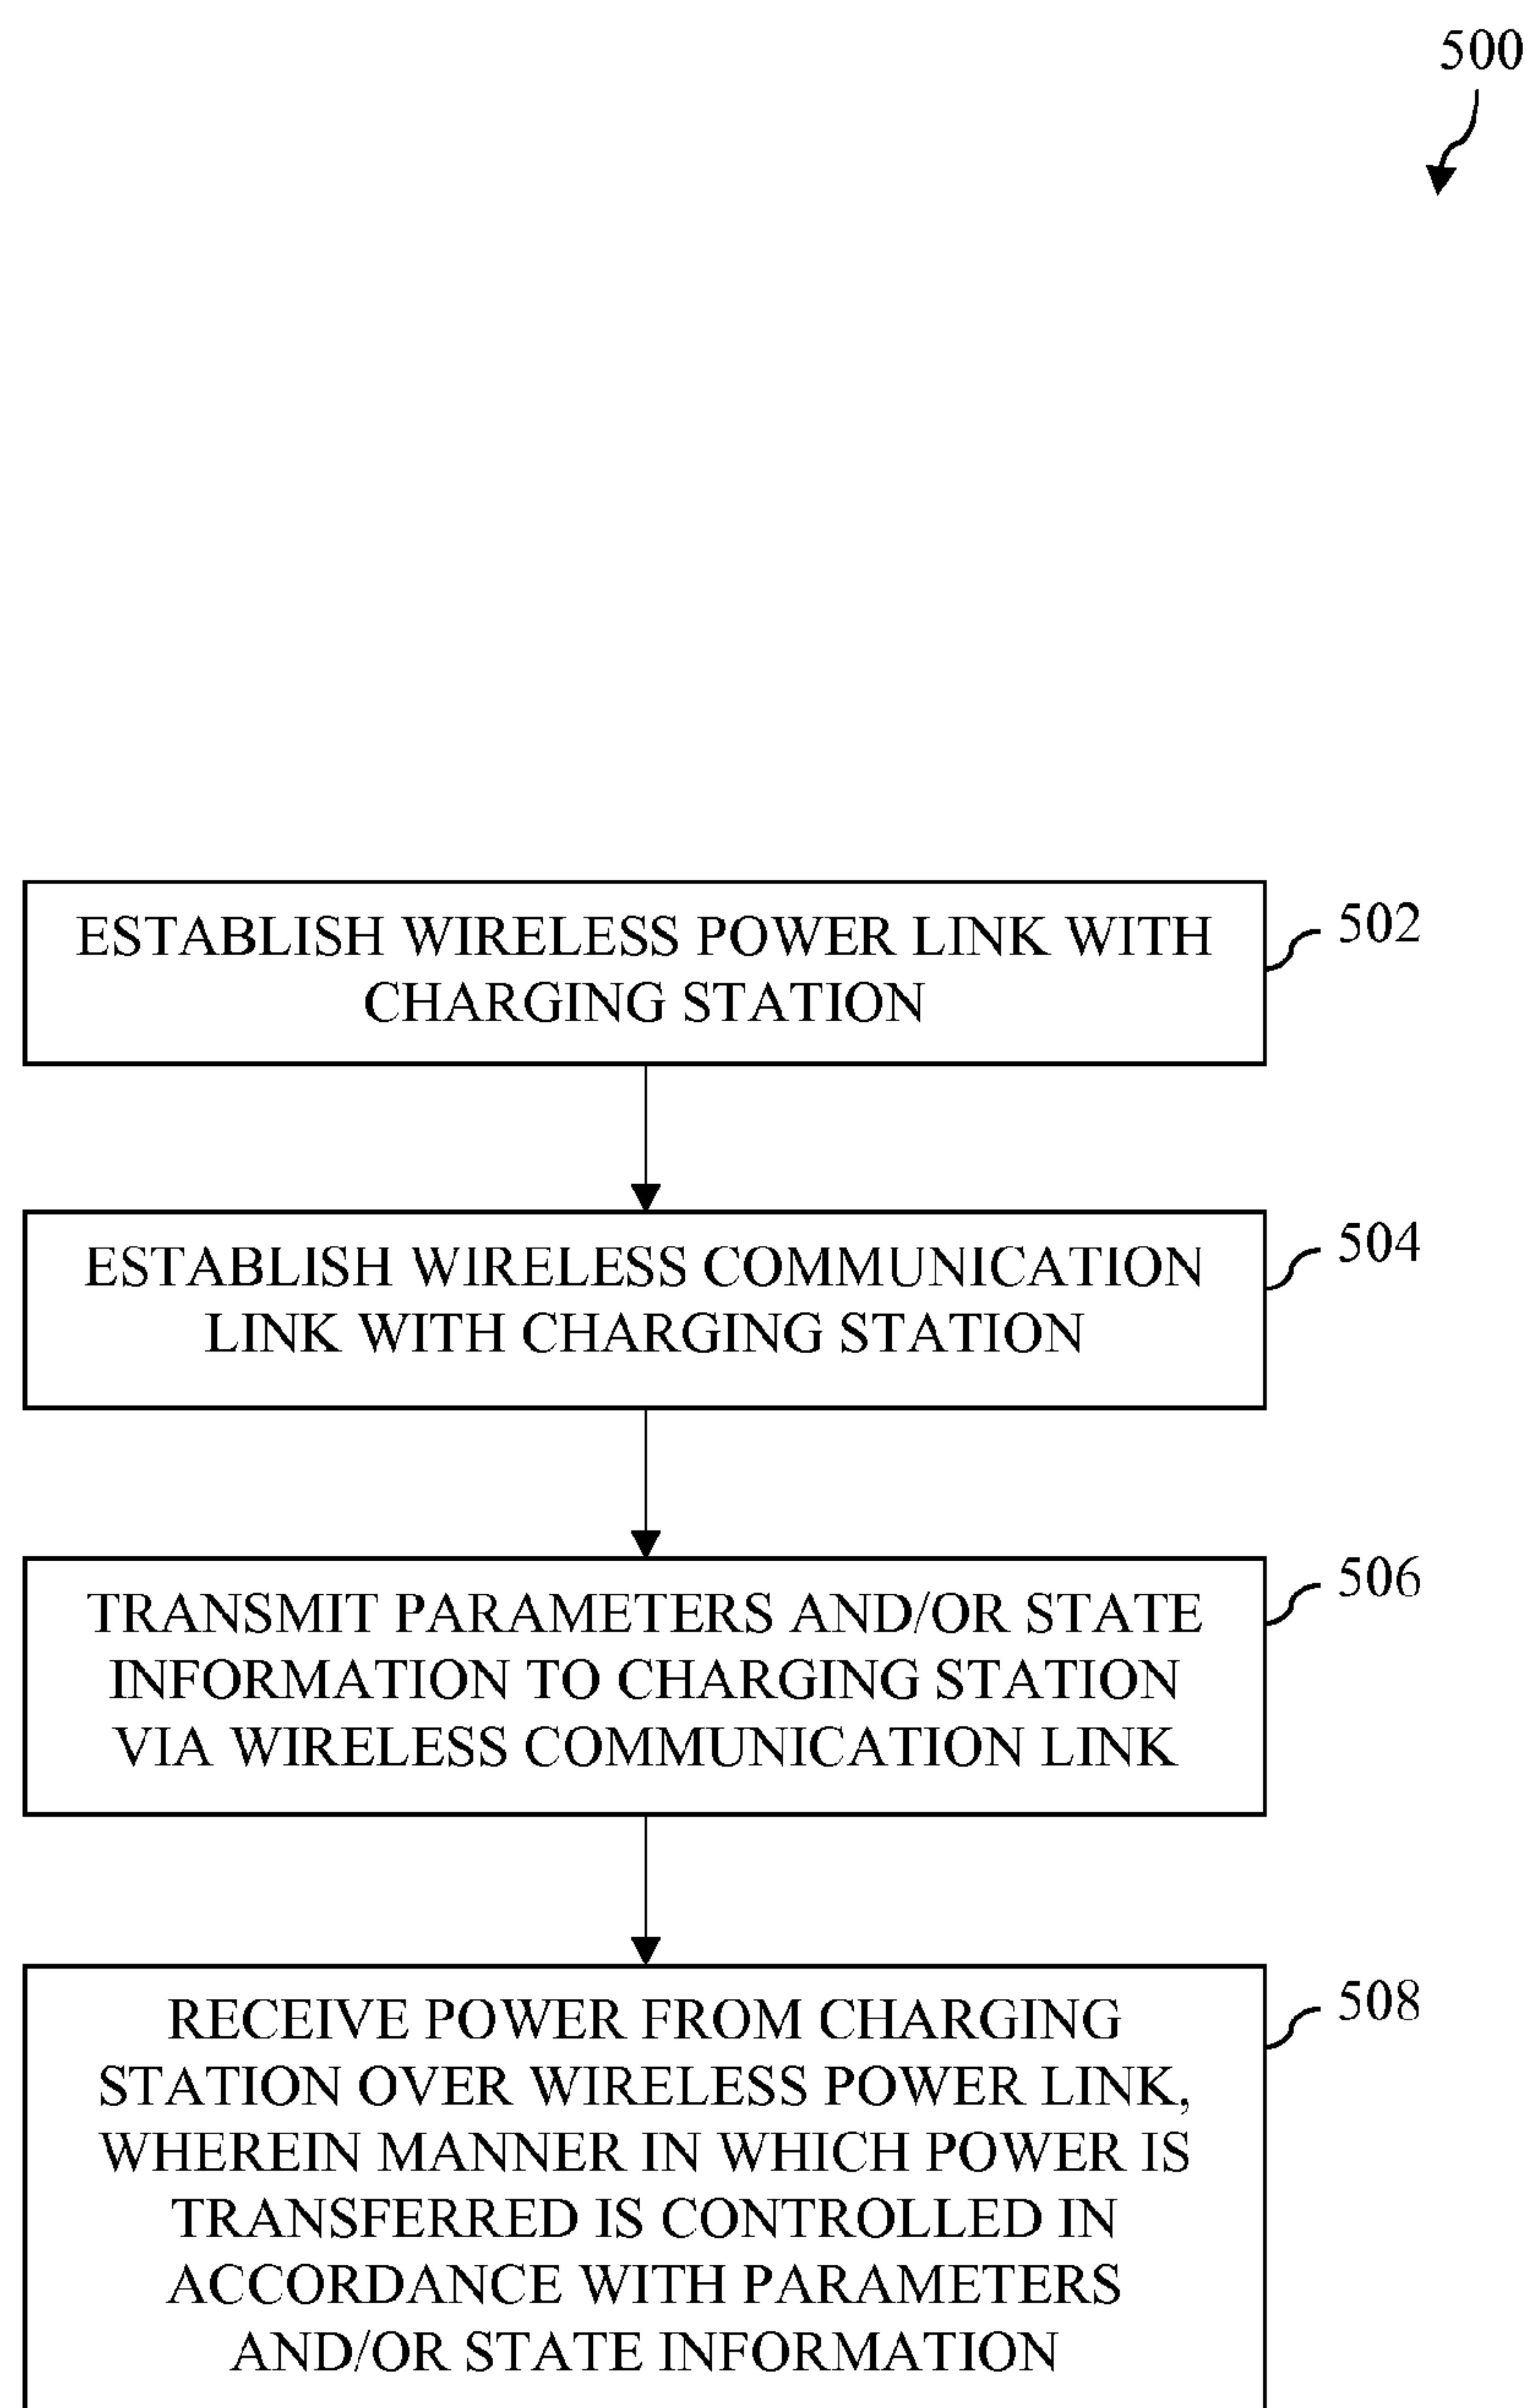 500
ESTABLISH WIRELESS POWER LINK WITH
CHARGING STATION
502
ESTABLISH WIRELESS COMMUNICATION
LINK WITH CHARGING STATION
504
TRANSMIT PARAMETERS AND/OR STATE
INFORMATION TO CHARGING STATION
VIA WIRELESS COMMUNICATION LINK
506
RECEIVE POWER FROM CHARGING
STATION OVER WIRELESS POWER LINK,
WHEREIN MANNER IN WHICH POWER IS
TRANSFERRED IS CONTROLLED IN
ACCORDANCE WITH PARAMETERS
AND/OR STATE INFORMATION
508